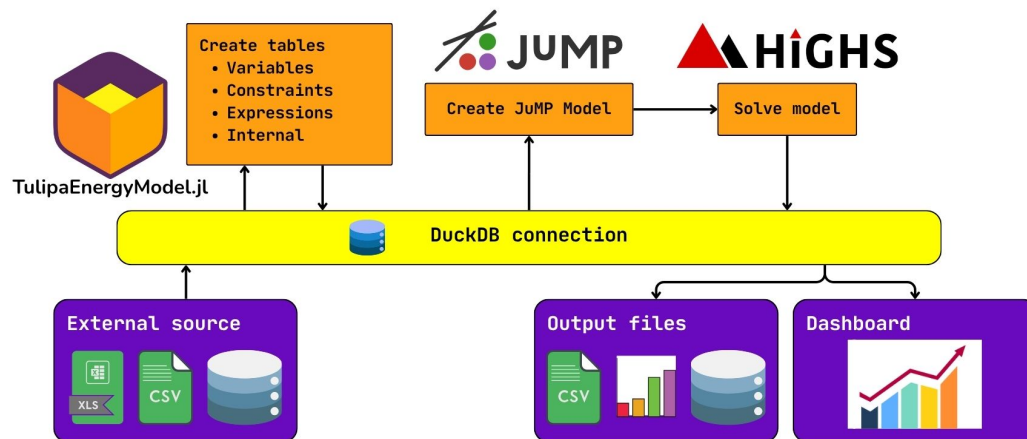 Create tables
• Variables
• Constraints
• Expressions
• Internal
JuMP
HiGHS
Create JuMP Model
Solve model
TulipaEnergyModel.jl
DuckDB connection
External source
XLS
CSV
Output files
CSV
Dashboard